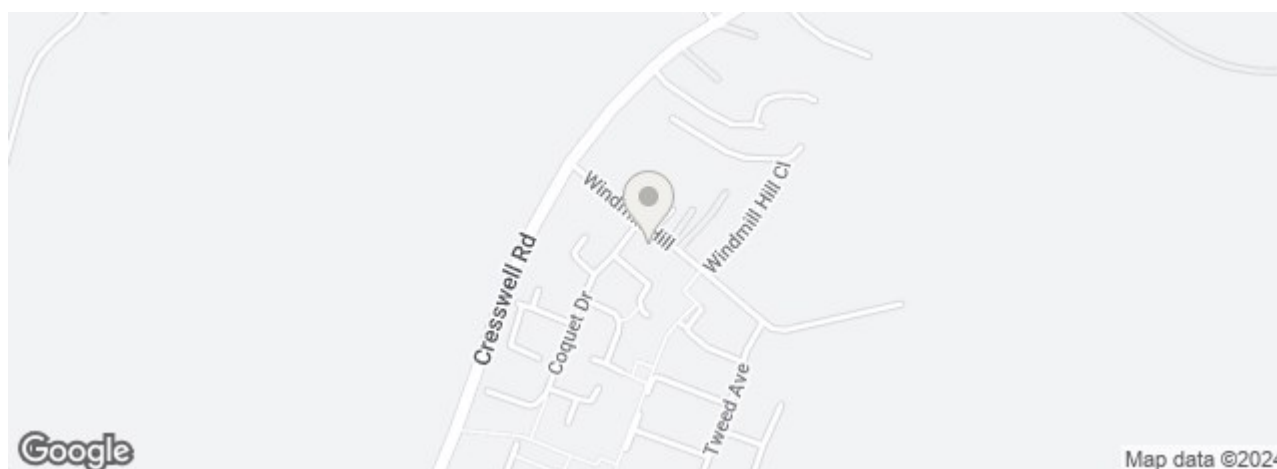 Windmill Hill
Windmill Hill Cl
Cresswell Rd
Coquet Dr
Tweed Ave
Google
Map data ©2024